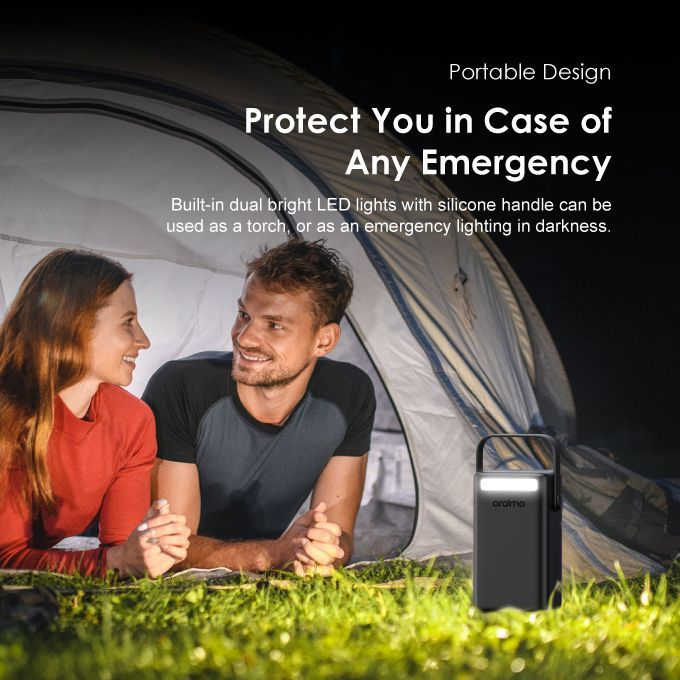 Portable Design
Protect You in Case of
Any Emergency
Built-in dual bright LED lights with silicone handle can be
used as a torch, or as an emergency lighting in darkness.
oraimo